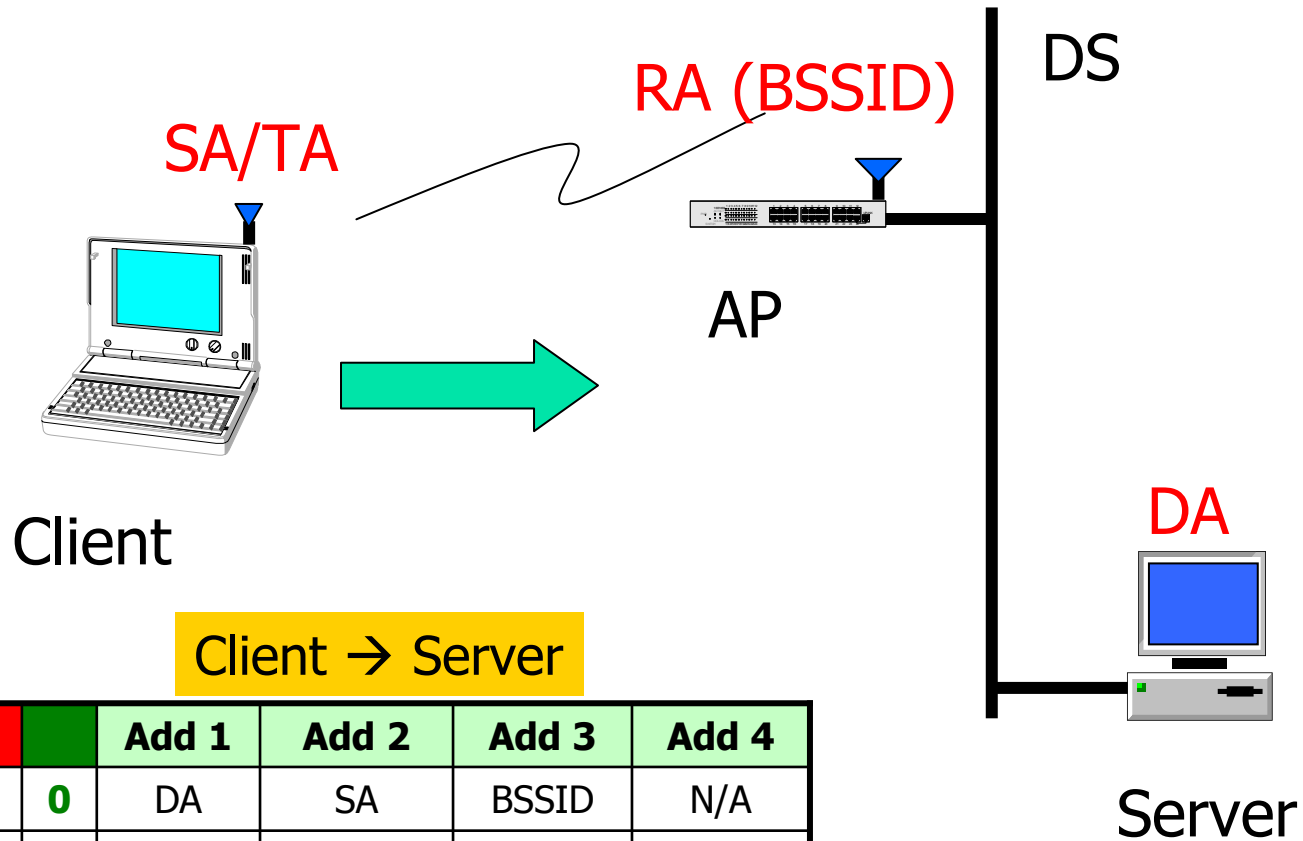 DS
RA (BSSID)
SA/TA
AP
Client
DA
Client → Server
Add 1 Add 2 Add 3 Add 4
0 DA SA BSSID N/A
Server